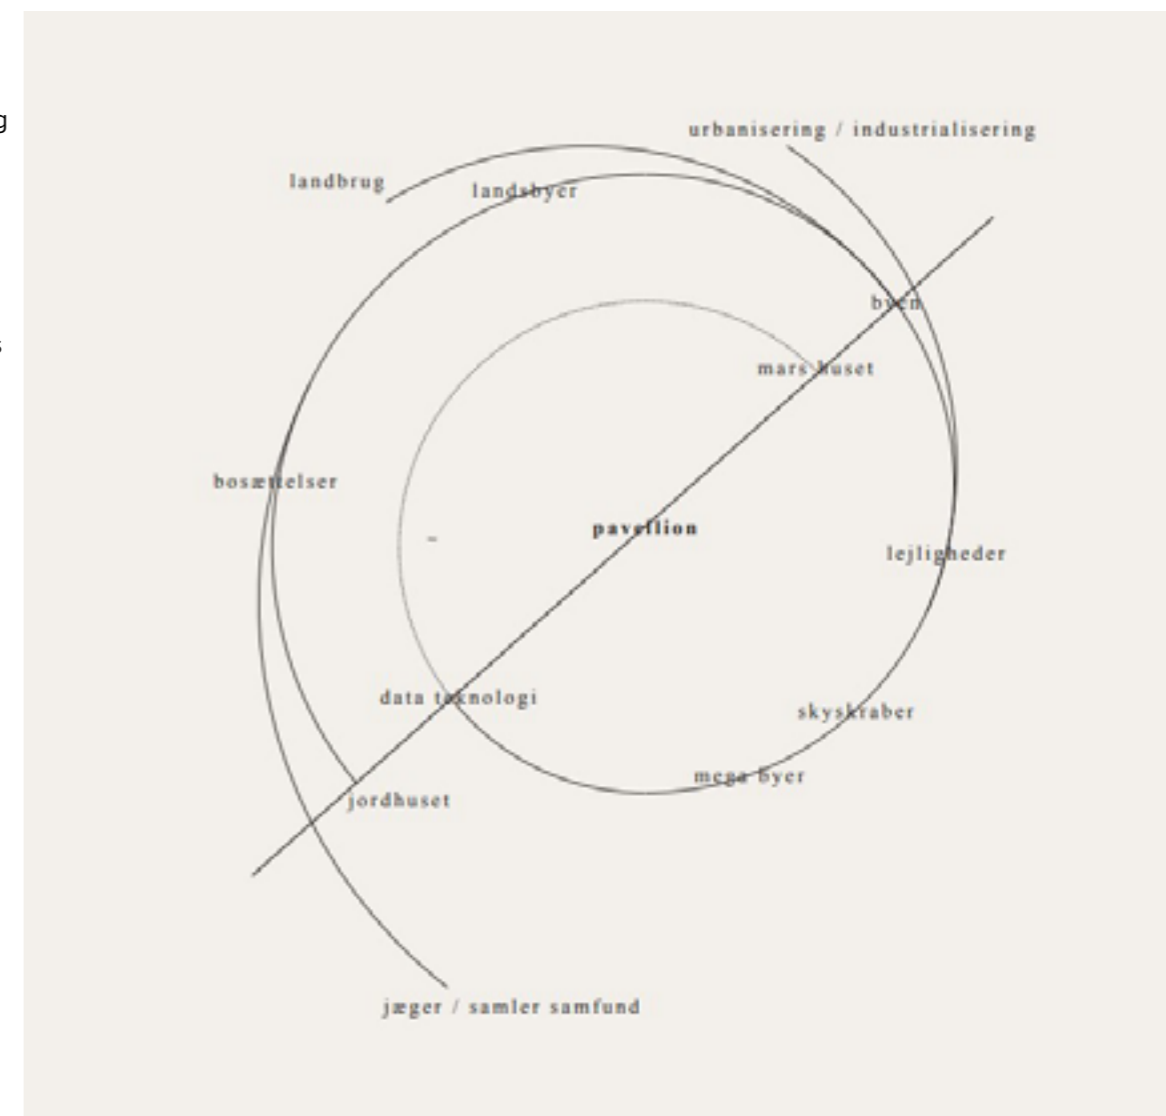 g
urbanisering / industrialisering
landbrug
landsbyer
byen
s
mars huset
bosættelser
pavellion
lejligheder
data teknologi
skyskraber
mega byer
jordhuset
jæger / samler samfund